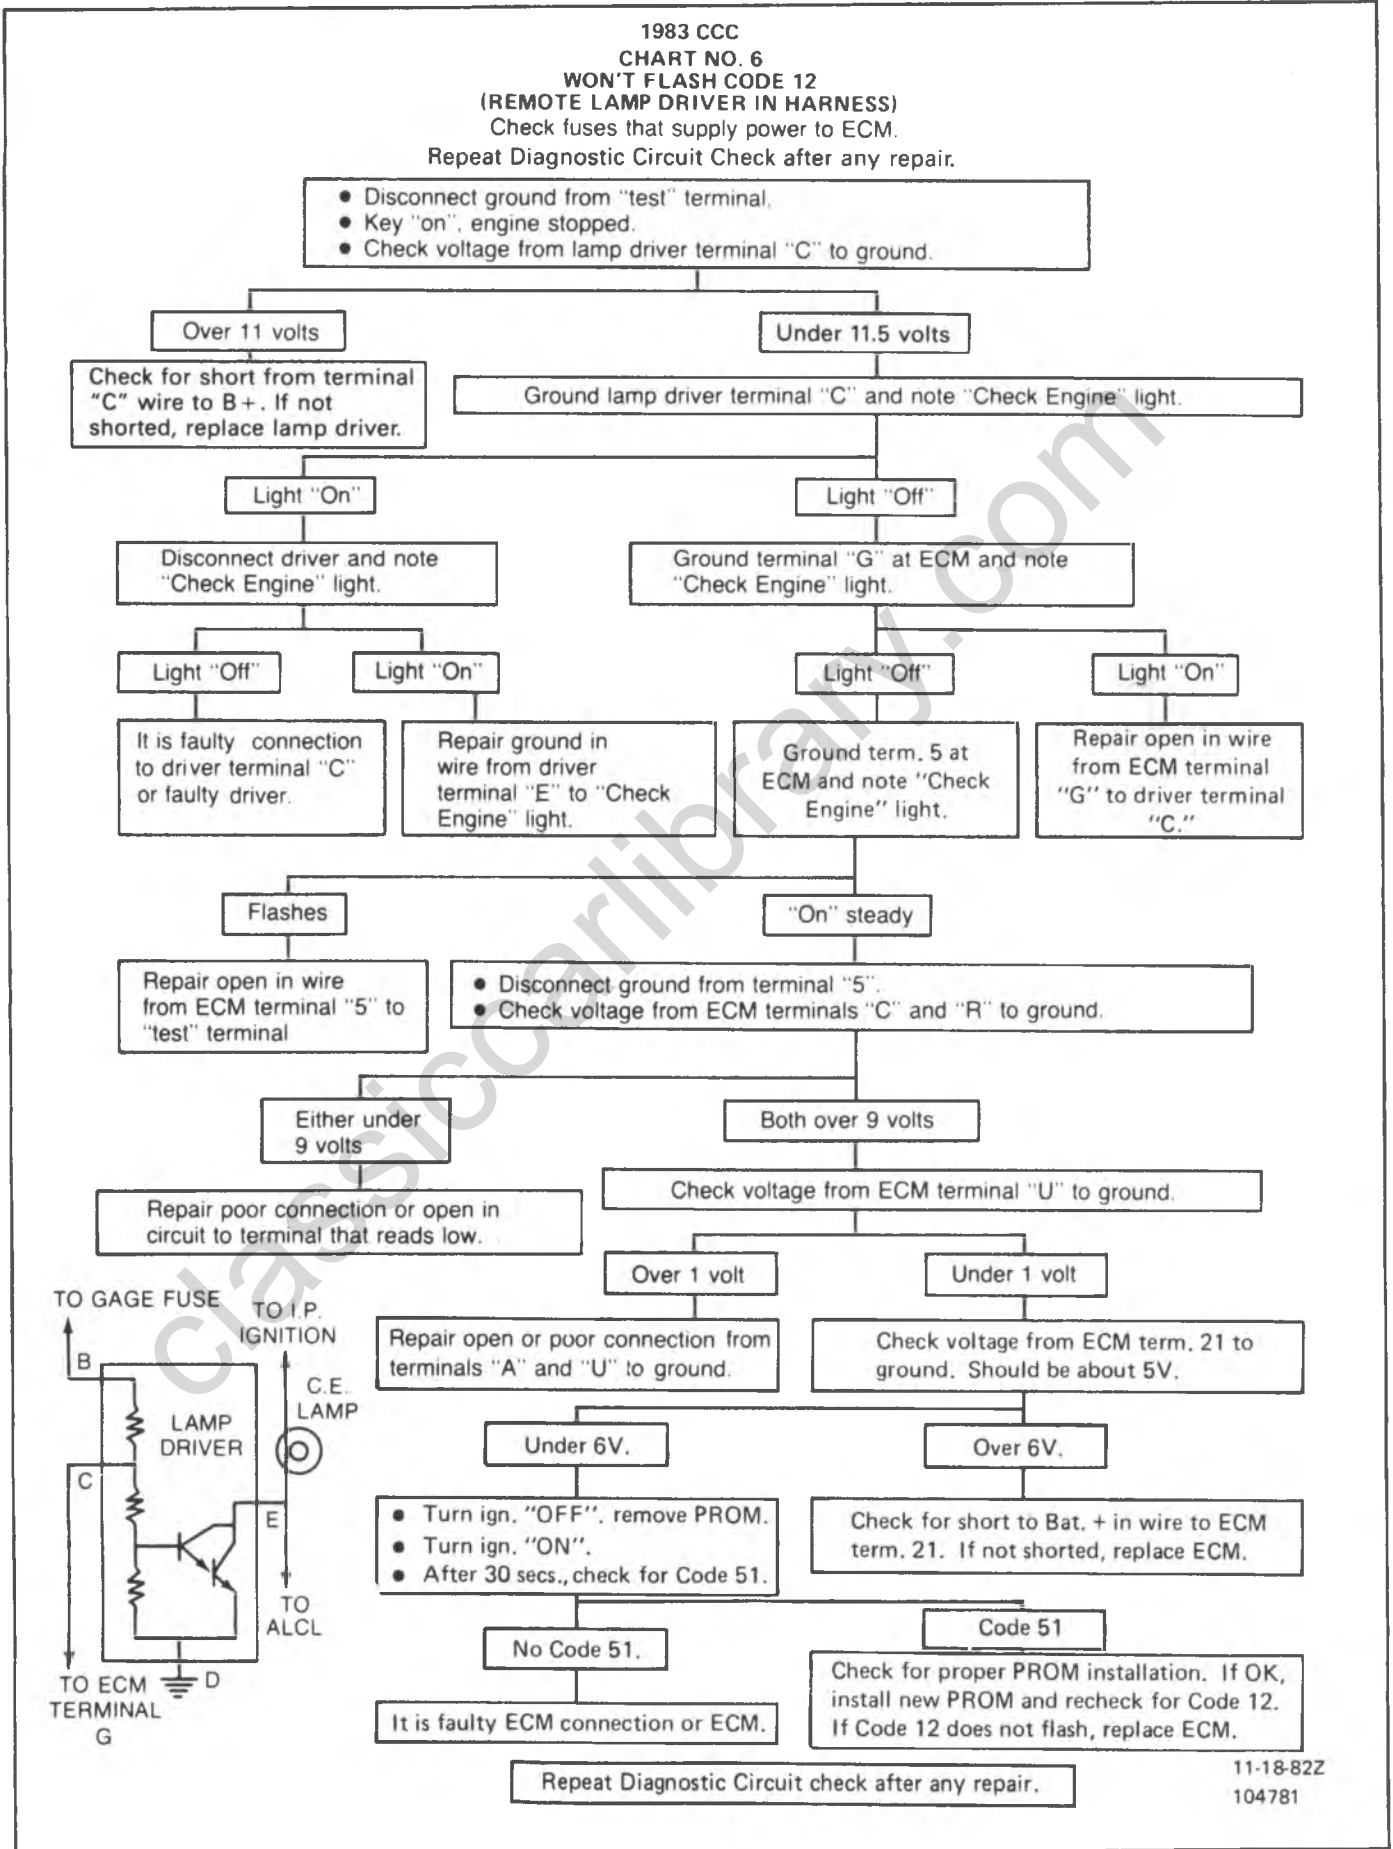 1983 CCC
CHART NO. 6
WON'T FLASH CODE 12
(REMOTE LAMP DRIVER IN HARNESS)
Check fuses that supply power to ECM.
Repeat Diagnostic Circuit Check after any repair.
● Disconnect ground from "test" terminal.
● Key "on", engine stopped.
● Check voltage from lamp driver terminal "C" to ground.
Over 11 volts
Under 11.5 volts
Check for short from terminal
"C" wire to B+. If not
shorted, replace lamp driver.
Ground lamp driver terminal "C" and note "Check Engine" light.
Light "On"
Light "Off"
Disconnect driver and note
"Check Engine" light.
Ground terminal "G" at ECM and note
"Check Engine" light.
Light "Off"
Light "On"
Light "Off"
Light "On"
It is faulty connection
to driver terminal "C"
or faulty driver.
Repair ground in
wire from driver
terminal "E" to "Check
Engine" light.
Ground term. 5 at
ECM and note "Check
Engine" light.
Repair open in wire
from ECM terminal
"G" to driver terminal
"C."
Flashes
"On" steady
Repair open in wire
from ECM terminal "5" to
"test" terminal
● Disconnect ground from terminal "5".
● Check voltage from ECM terminals "C" and "R" to ground.
Either under
9 volts
Both over 9 volts
Repair poor connection or open in
circuit to terminal that reads low.
Check voltage from ECM terminal "U" to ground.
Over 1 volt
Under 1 volt
Repair open or poor connection from
terminals "A" and "U" to ground.
Check voltage from ECM term. 21 to
ground. Should be about 5V.
Under 6V.
Over 6V.
● Turn ign. "OFF". remove PROM.
● Turn ign. "ON".
● After 30 secs., check for Code 51.
Check for short to Bat. + in wire to ECM
term. 21. If not shorted, replace ECM.
No Code 51.
Code 51
It is faulty ECM connection or ECM.
Check for proper PROM installation. If OK,
install new PROM and recheck for Code 12.
If Code 12 does not flash, replace ECM.
TO GAGE FUSE
TO I.P.
IGNITION
B
C.E.
LAMP
LAMP
DRIVER
C
E
TO
ALCL
D
TO ECM
TERMINAL
G
Repeat Diagnostic Circuit check after any repair.
11-18-82Z
104781
classiccarlibrary.com